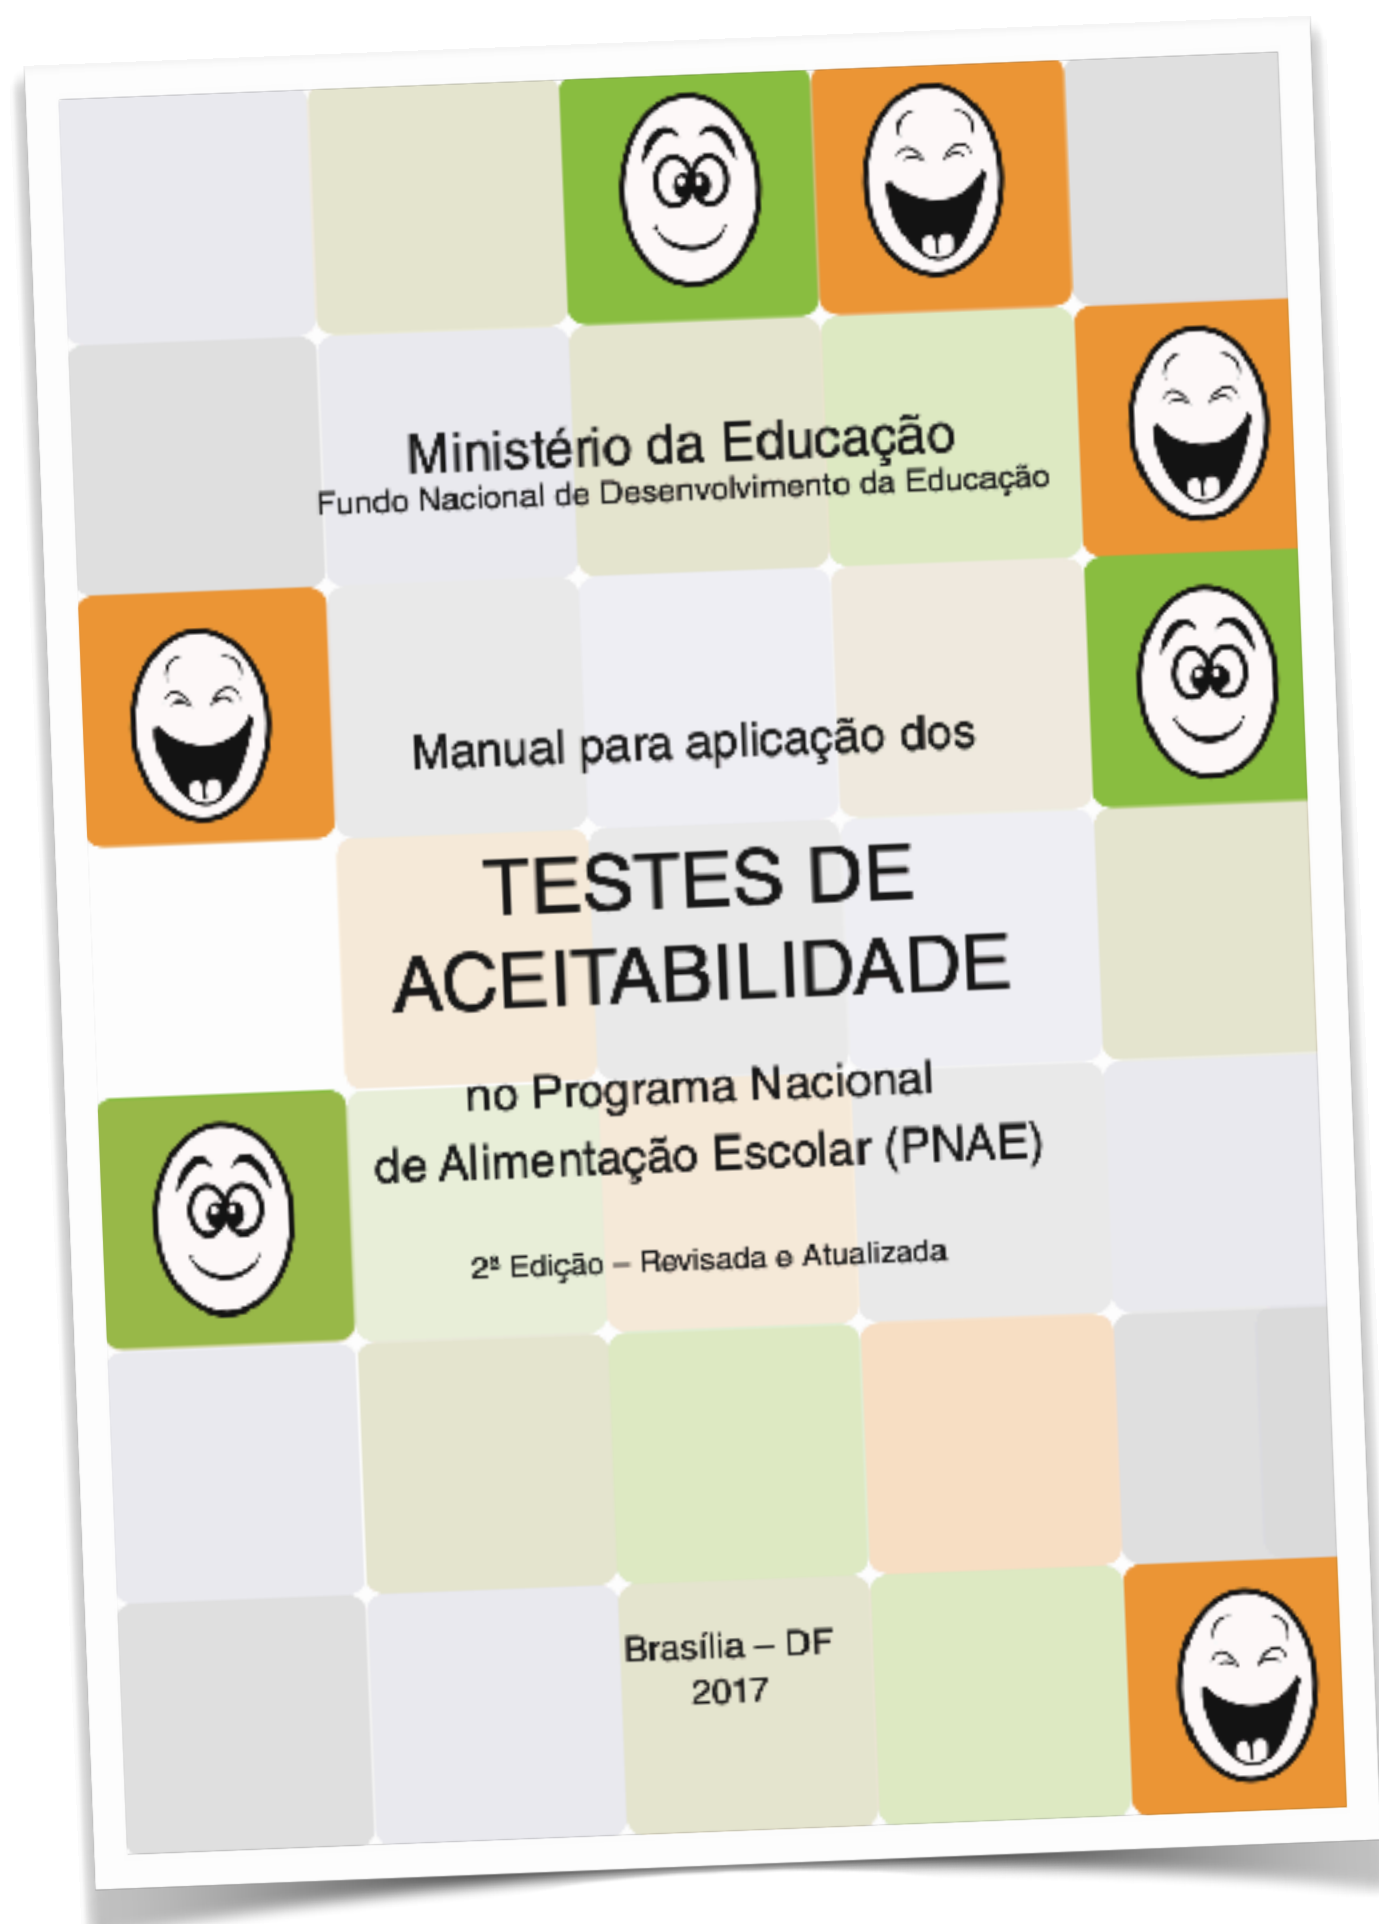 Ministério da Educação
Fundo Nacional de Desenvolvimento da Educação
Manual para aplicação dos
TESTES DE
ACEITABILIDADE
no Programa Nacional
de Alimentação Escolar (PNAE)
2ª Edição – Revisada e Atualizada
Brasília – DF
2017